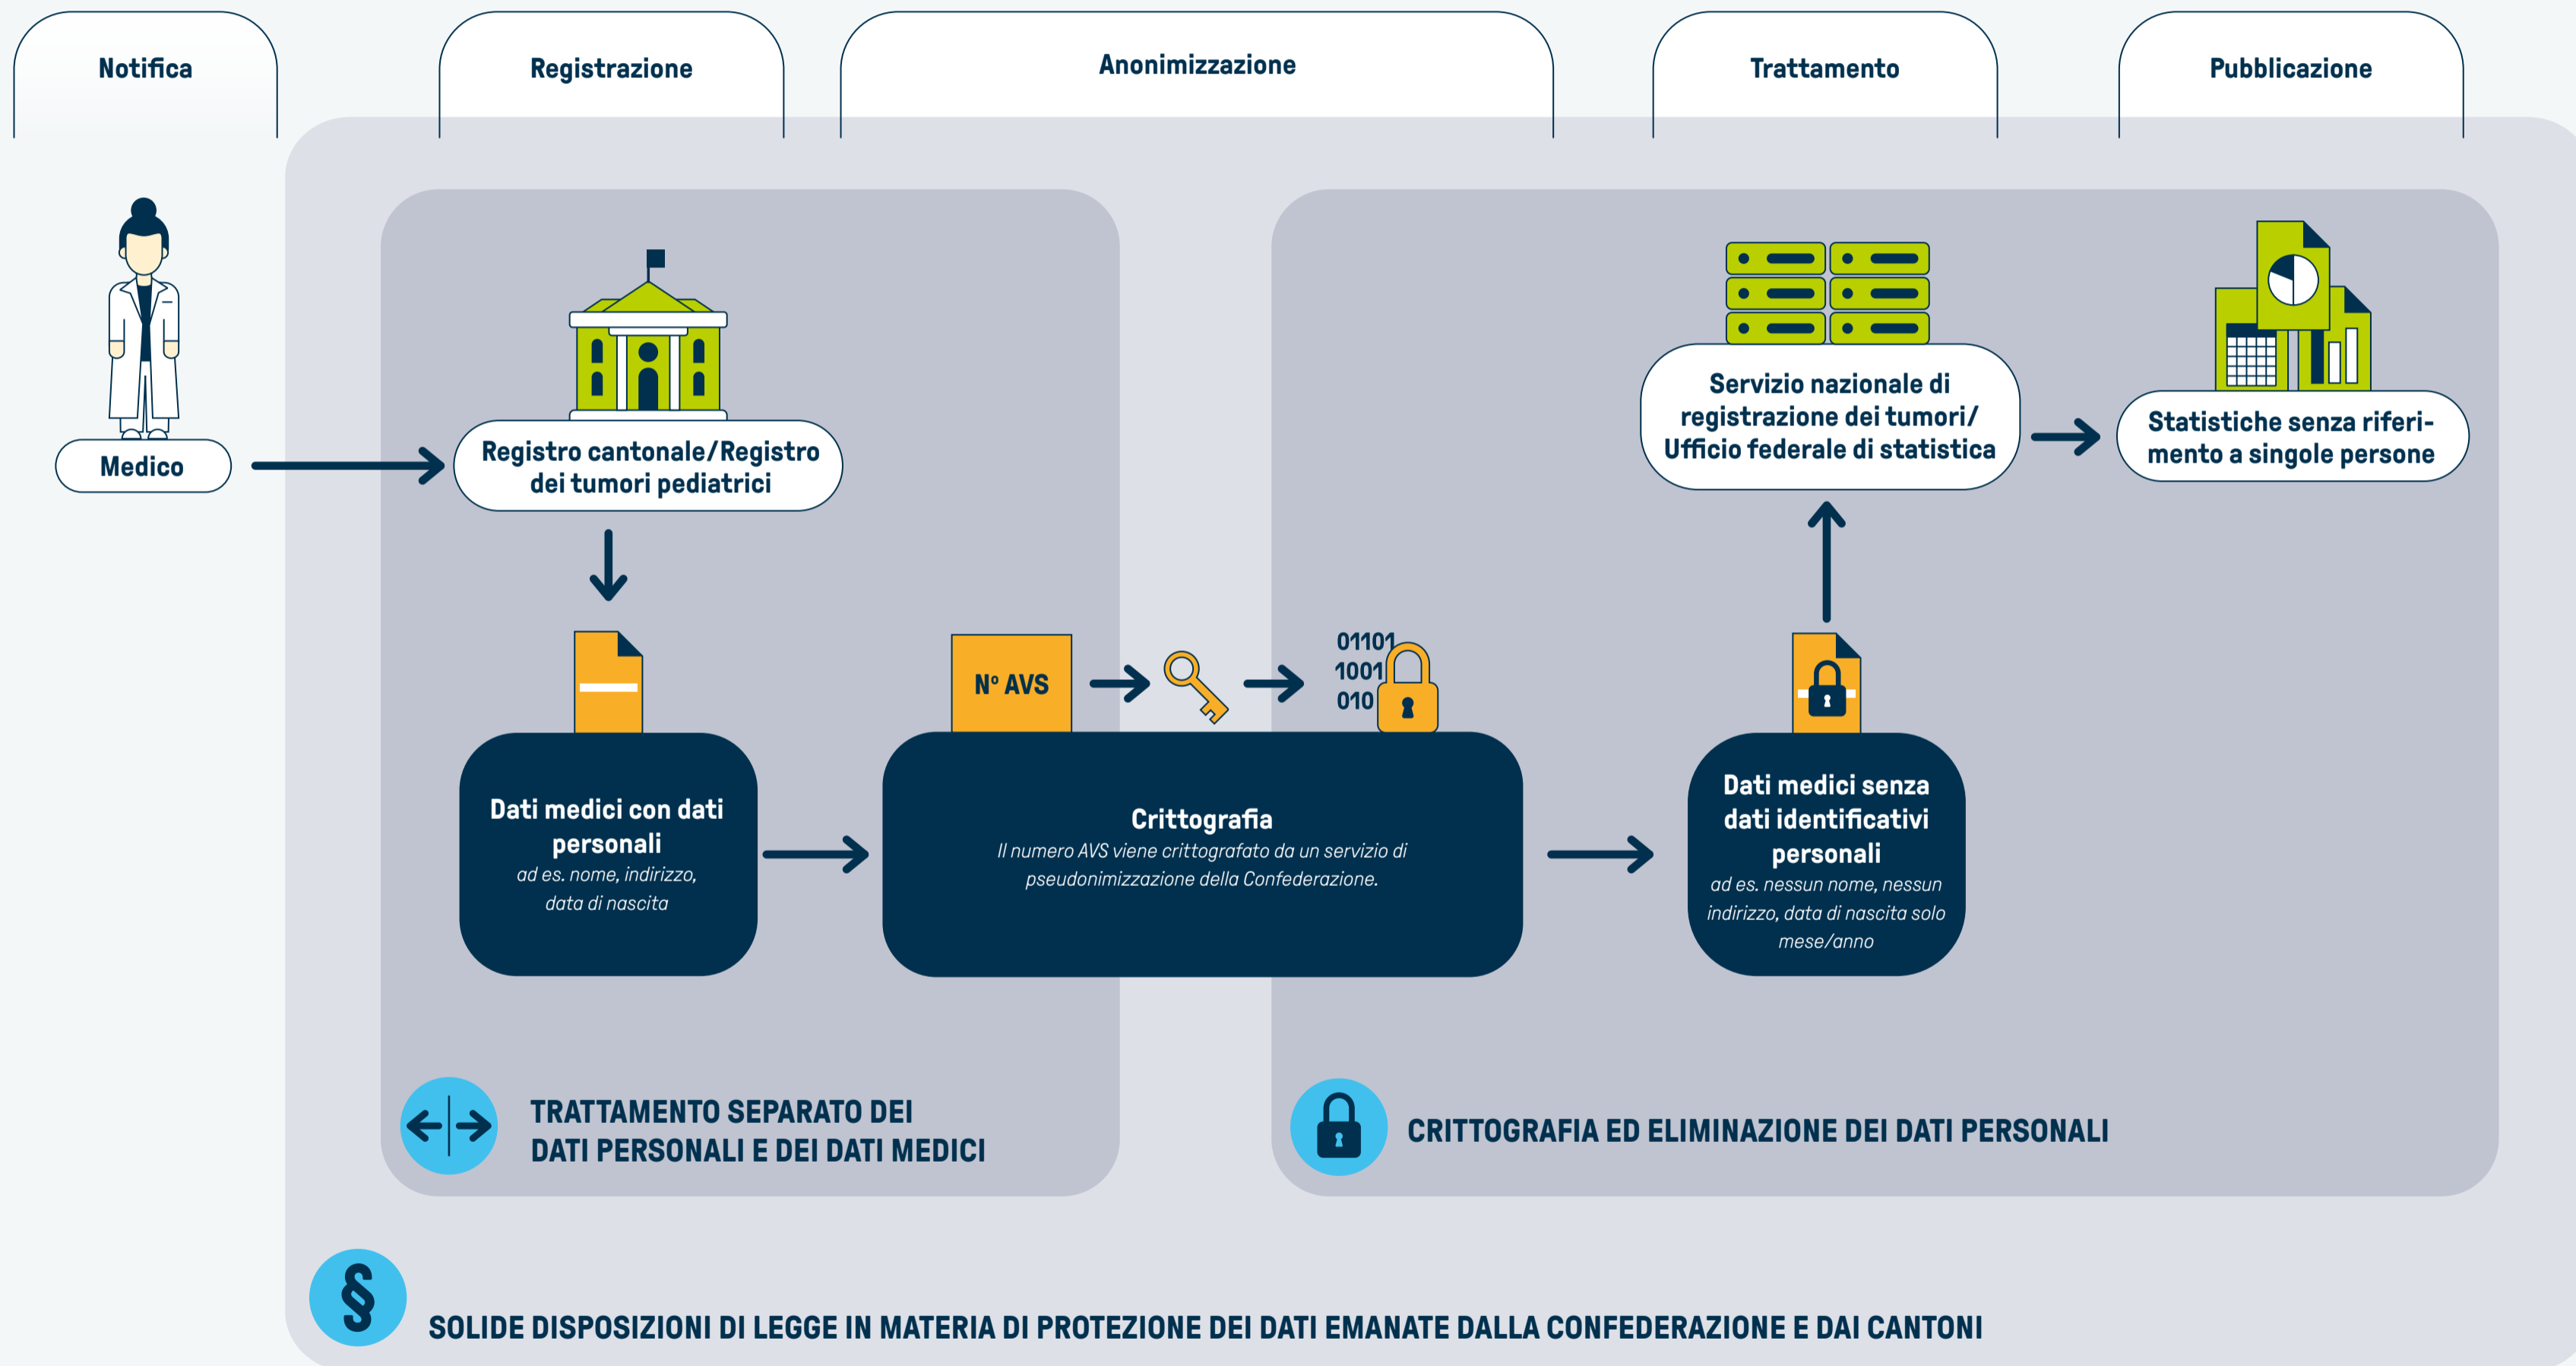 Notifica
Registrazione
Anonimizzazione
Trattamento
Pubblicazione
Medico
Registro cantonale/Registro
dei tumori pediatrici
Servizio nazionale di
registrazione dei tumori/
Ufficio federale di statistica
Statistiche senza riferi-
mento a singole persone
Nº AVS
01101
1001
010
Dati medici con dati
personali
ad es. nome, indirizzo,
data di nascita
Crittografia
Il numero AVS viene crittografato da un servizio di
pseudonimizzazione della Confederazione.
Dati medici senza
dati identificativi
personali
ad es. nessun nome, nessun
indirizzo, data di nascita solo
mese/anno
TRATTAMENTO SEPARATO DEI
DATI PERSONALI E DEI DATI MEDICI
CRITTOGRAFIA ED ELIMINAZIONE DEI DATI PERSONALI
§
SOLIDE DISPOSIZIONI DI LEGGE IN MATERIA DI PROTEZIONE DEI DATI EMANATE DALLA CONFEDERAZIONE E DAI CANTONI